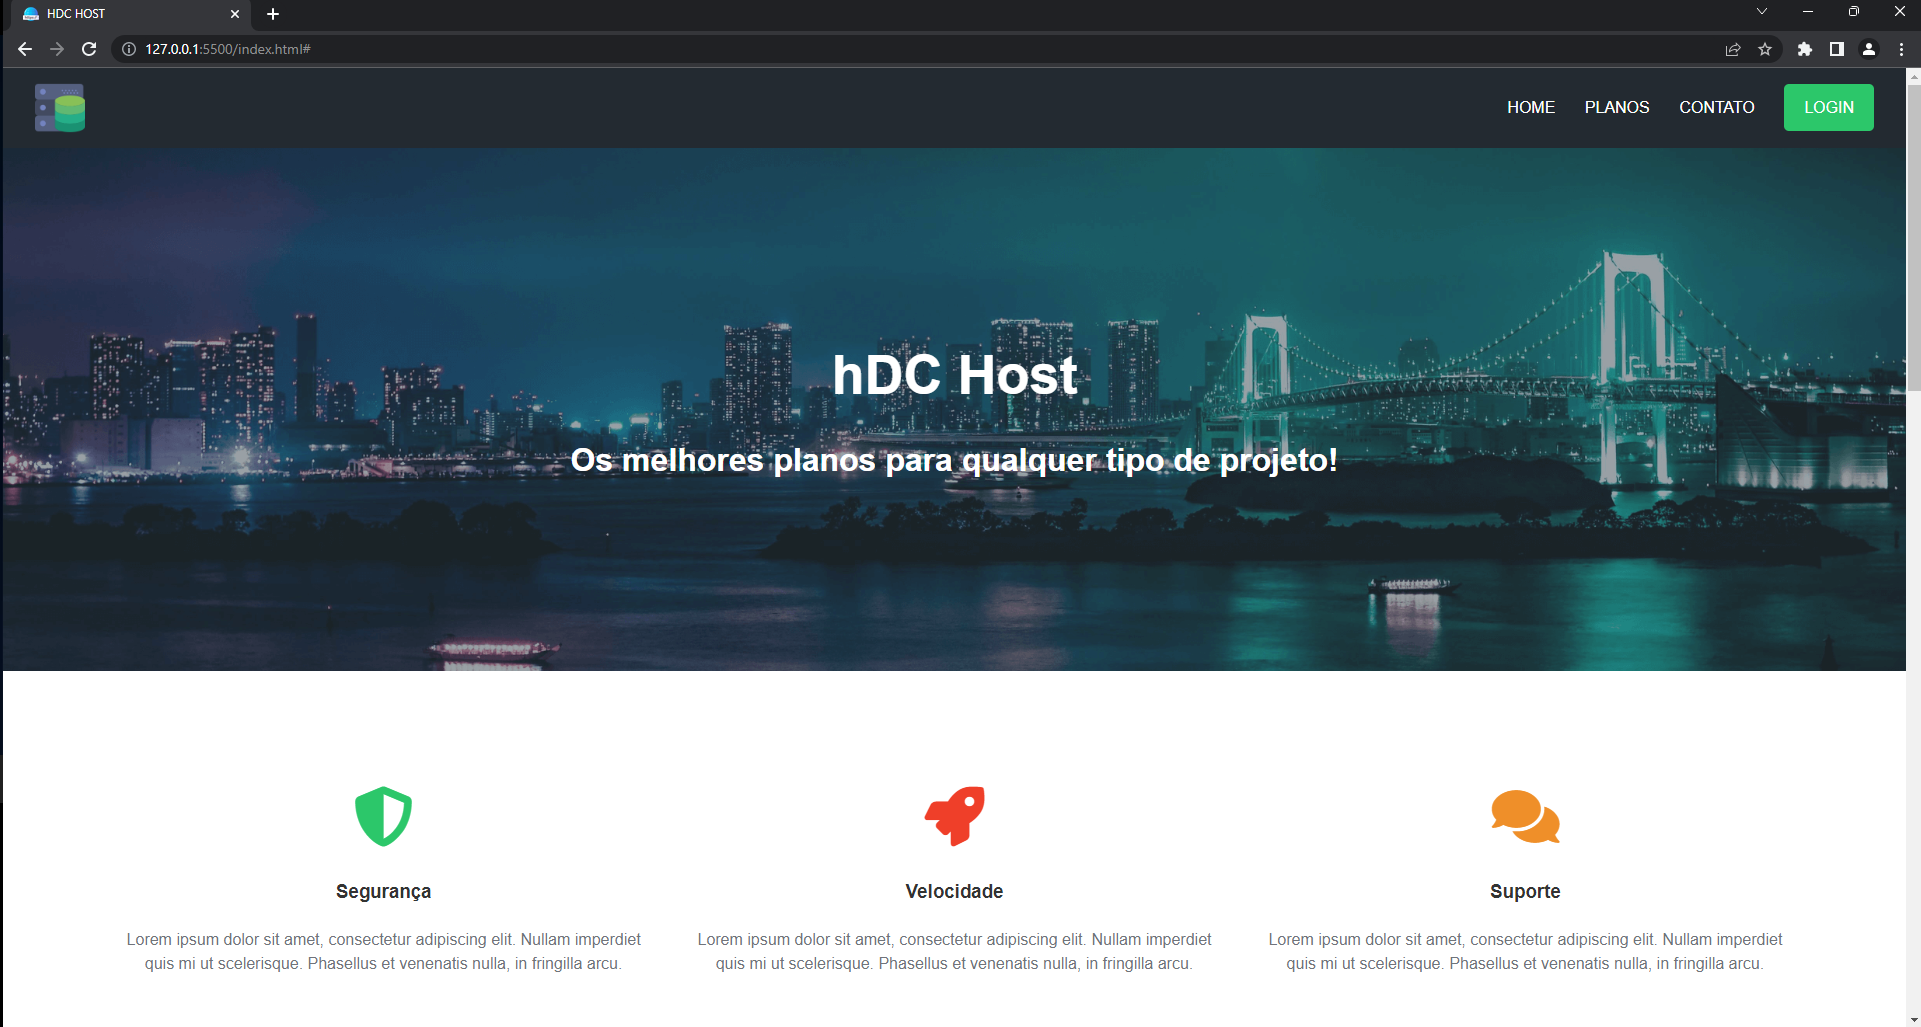 HDC HOST
127.0.0.1:5500/index.html#
HOME PLANOS CONTATO LOGIN
hDC Host
Os melhores planos para qualquer tipo de projeto!
Segurança
Lorem ipsum dolor sit amet, consectetur adipiscing elit. Nullam imperdiet
quis mi ut scelerisque. Phasellus et venenatis nulla, in fringilla arcu.
Velocidade
Lorem ipsum dolor sit amet, consectetur adipiscing elit. Nullam imperdiet
quis mi ut scelerisque. Phasellus et venenatis nulla, in fringilla arcu.
Suporte
Lorem ipsum dolor sit amet, consectetur adipiscing elit. Nullam imperdiet
quis mi ut scelerisque. Phasellus et venenatis nulla, in fringilla arcu.